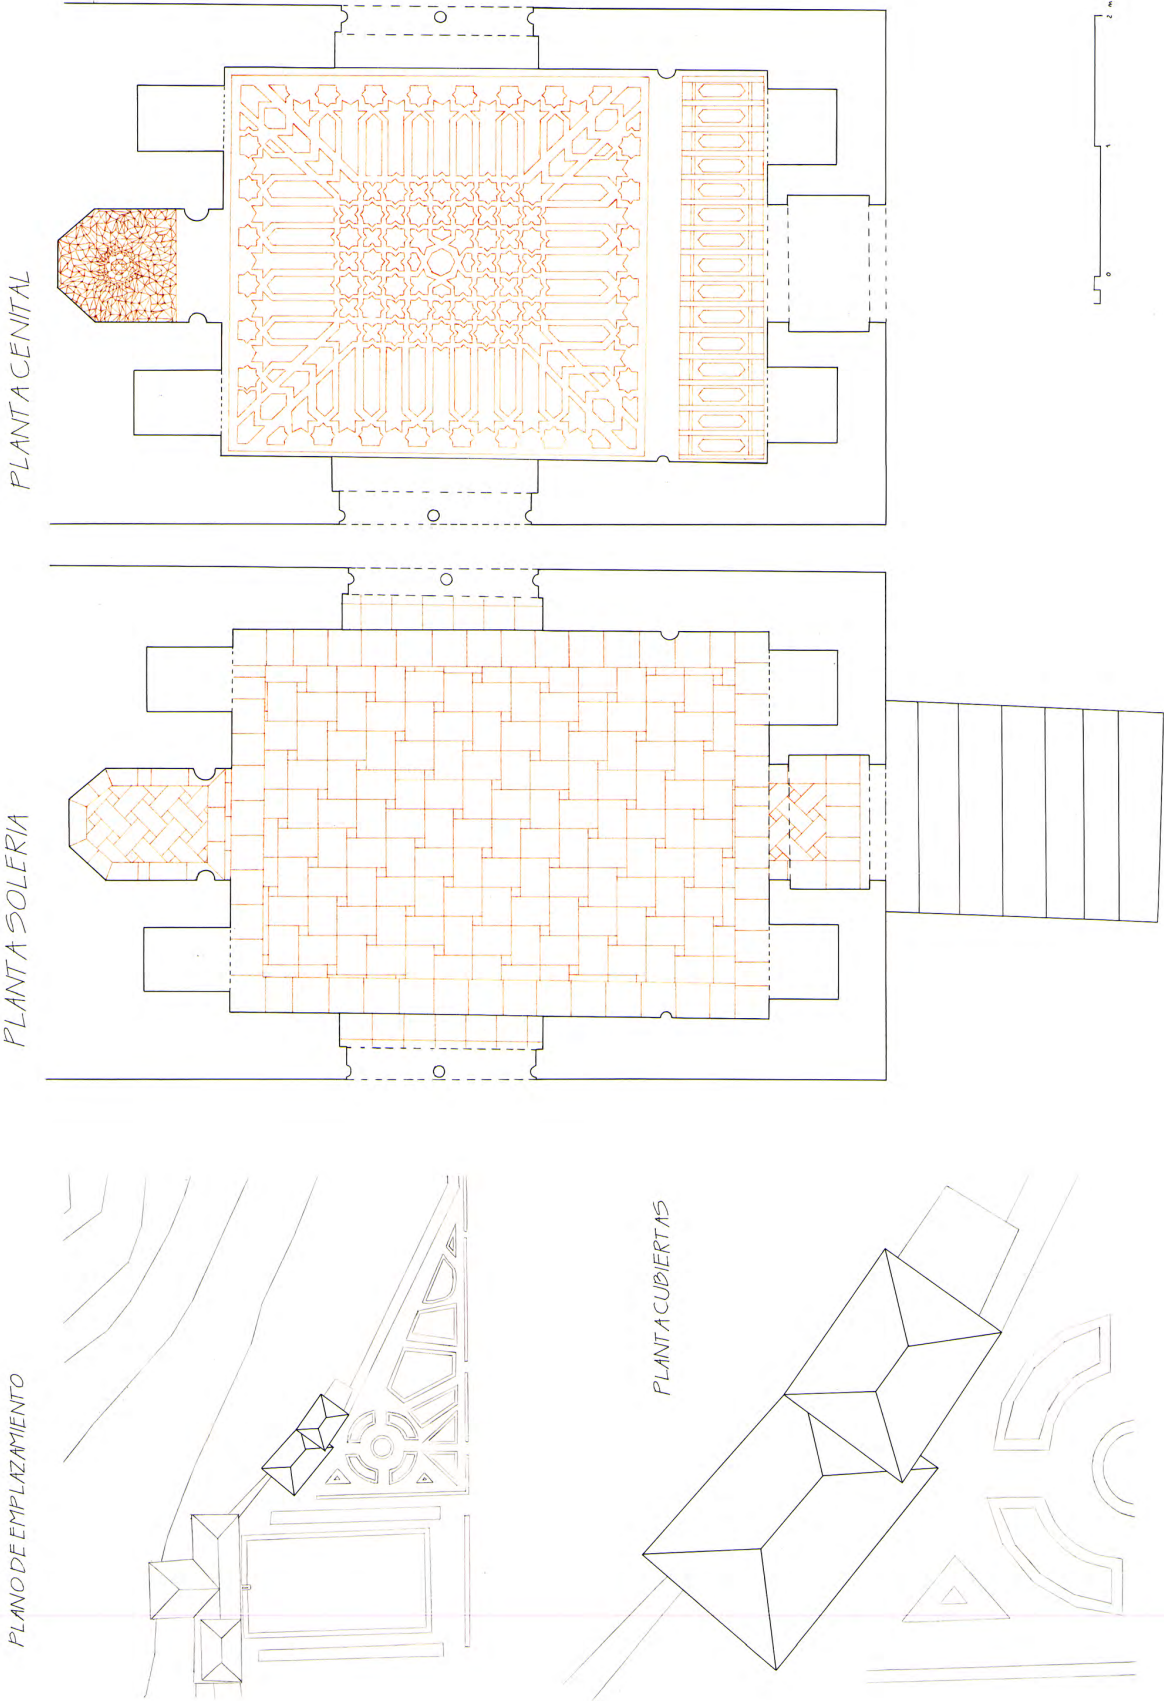 PLANO DE EMPLAZAMIENTO
PLANTA SOLERIA
PLANTA CENITAL
PLANTA CUBIERTAS
0 1 2 m